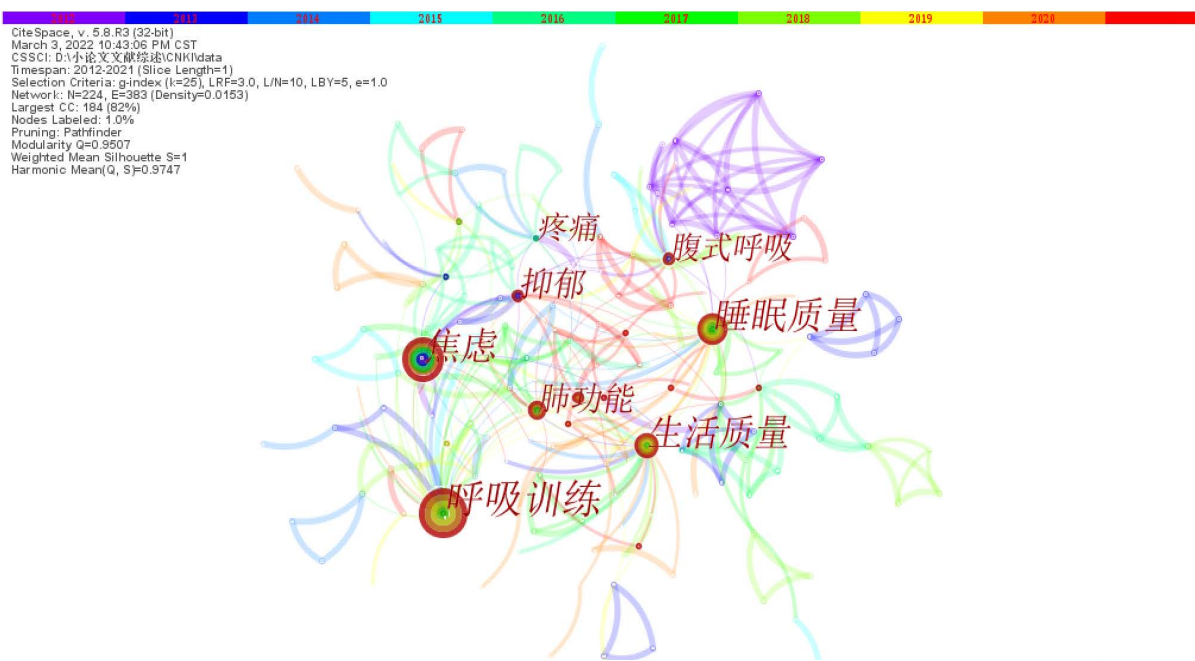 2012 2013 2014 2015 2016 2017 2018 2019 2020
CiteSpace, v. 5.8.R3 (32-bit)
March 3, 2022 10:43:06 PM CST
CSSCI: D:\小论文文献综述\CNKI\data
Timespan: 2012-2021 (Slice Length=1)
Selection Criteria: g-index (k=25), LRF=3.0, L/N=10, LBY=5, e=1.0
Network: N=224, E=383 (Density=0.0153)
Largest CC: 184 (82%)
Nodes Labeled: 1.0%
Pruning: Pathfinder
Modularity Q=0.9507
Weighted Mean Silhouette S=1
Harmonic Mean(Q, S)=0.9747
疼痛
腹式呼吸
抑郁
睡眠质量
焦虑
肺功能
生活质量
呼吸训练